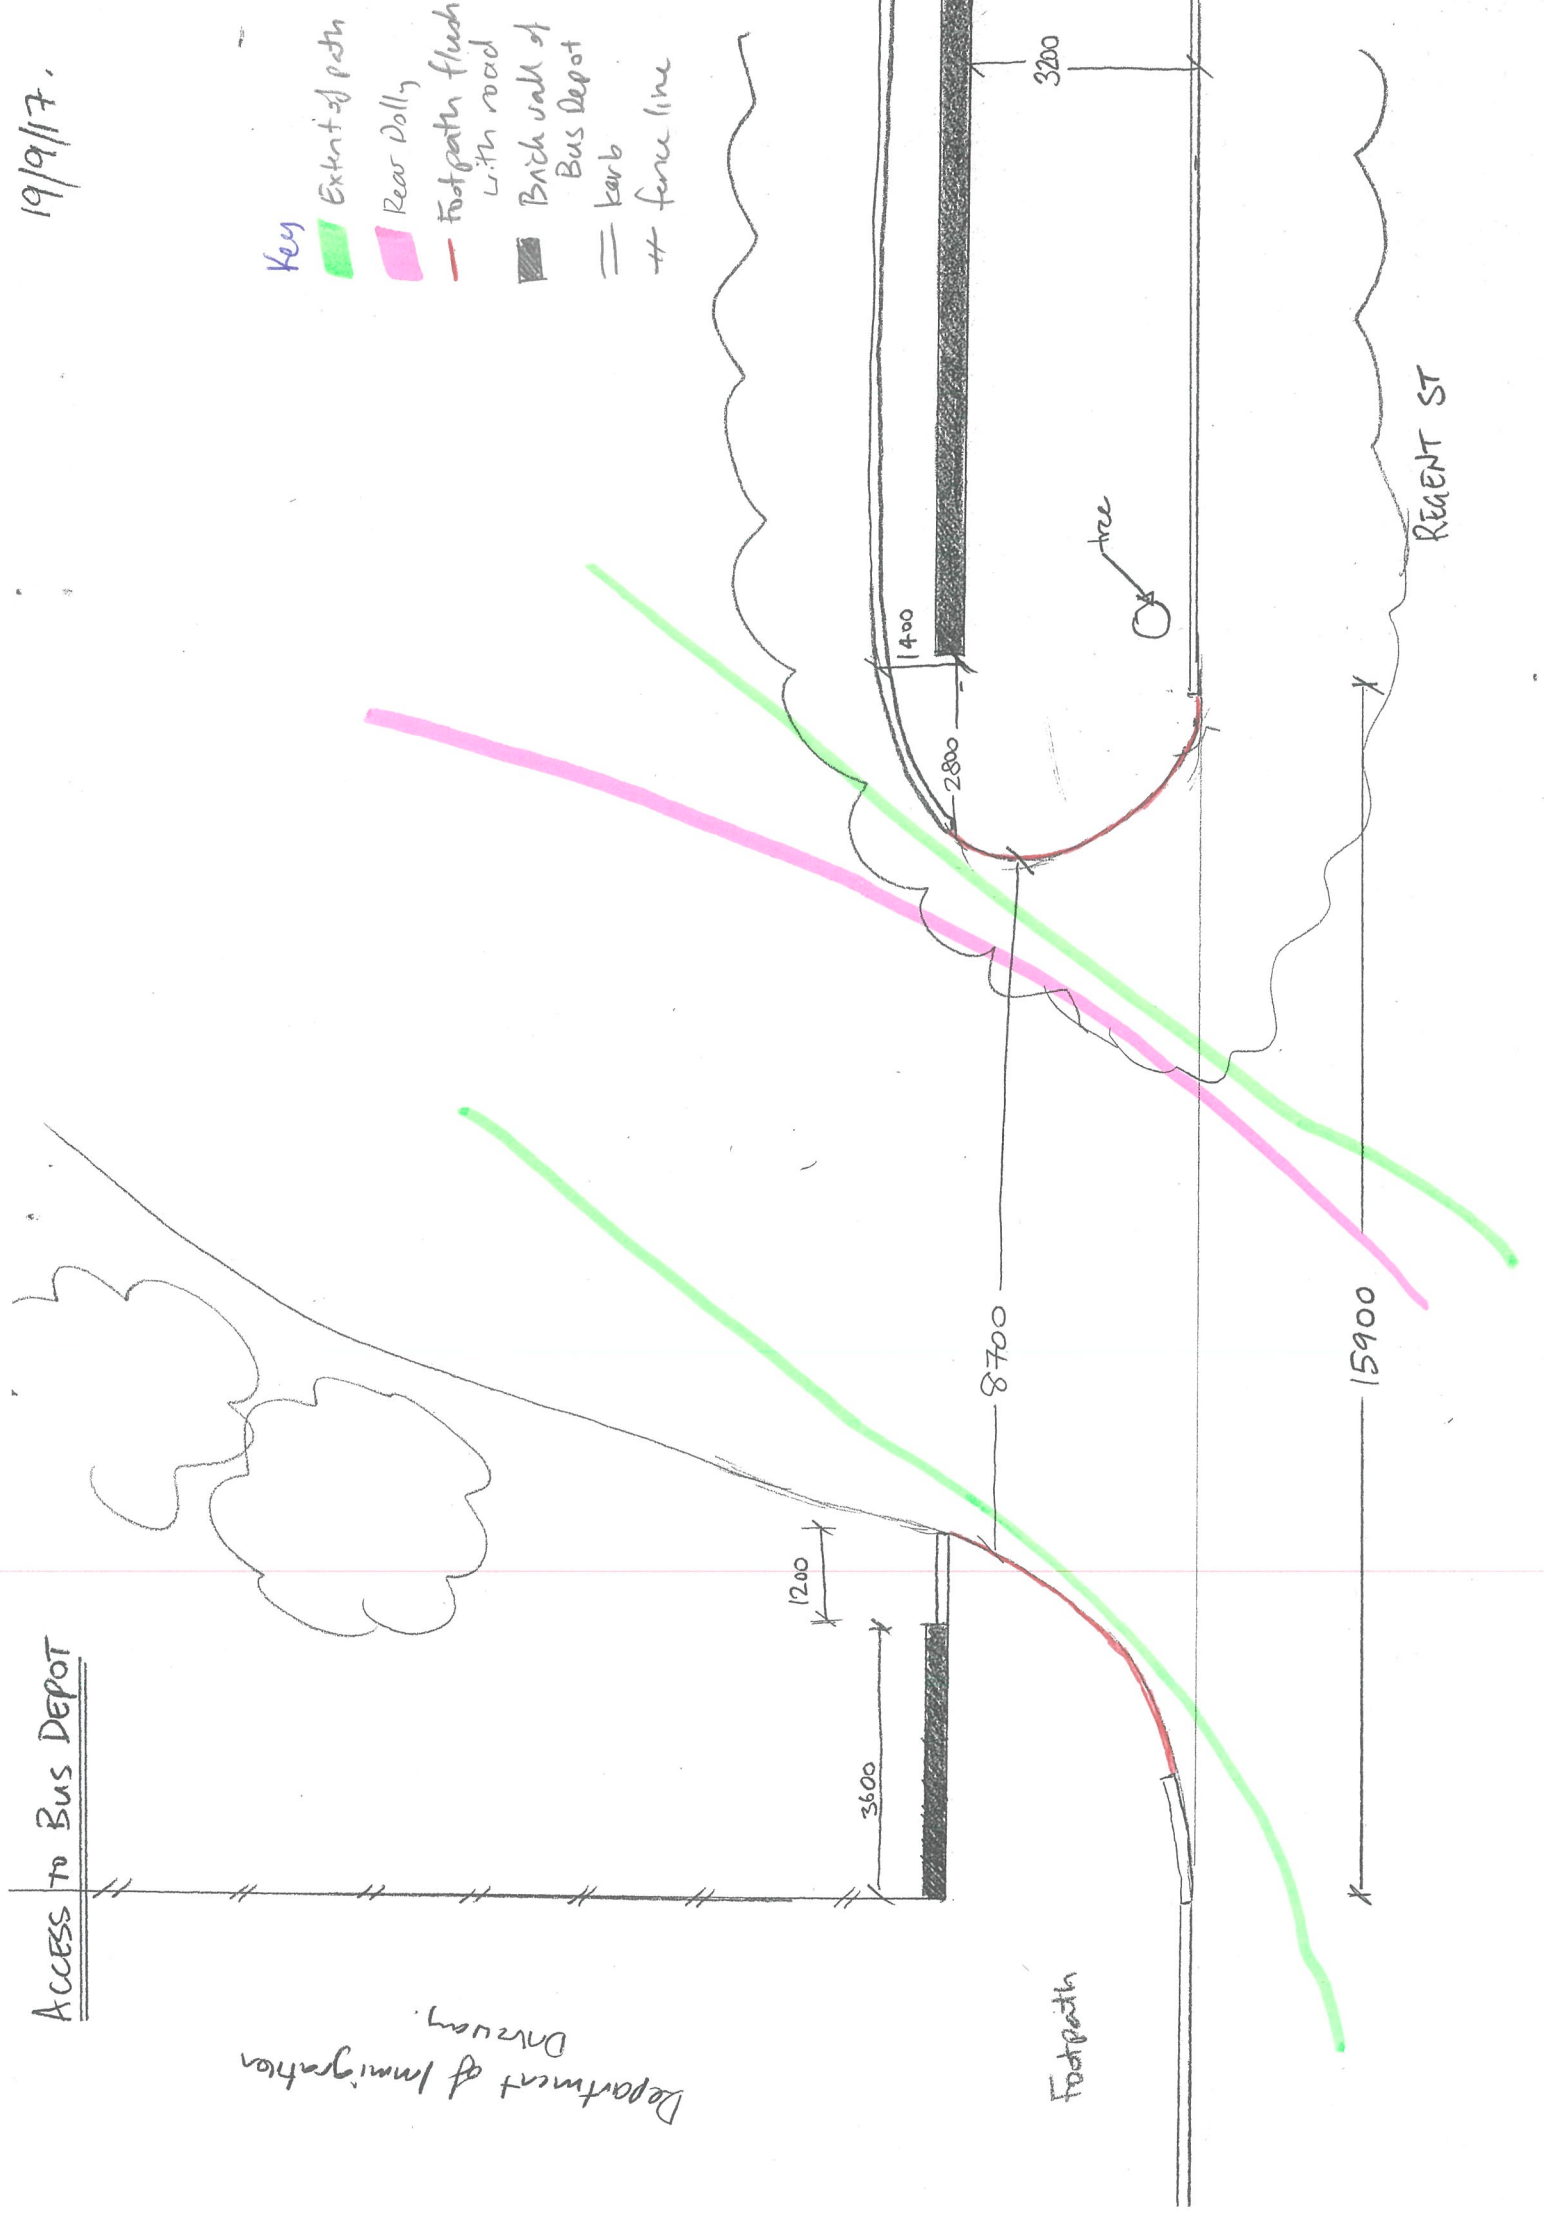 ACCESS TO BUS DEPOT
19/9/17.
Key
Extent of path
Rear Dolly
Footpath flush
with road
Brick wall of
Bus Depot
kerb
fence line
Department of Immigration
Driveway.
3600
1200
1400
2800
3200
8700
tree
Footpath
15900
REGENT ST